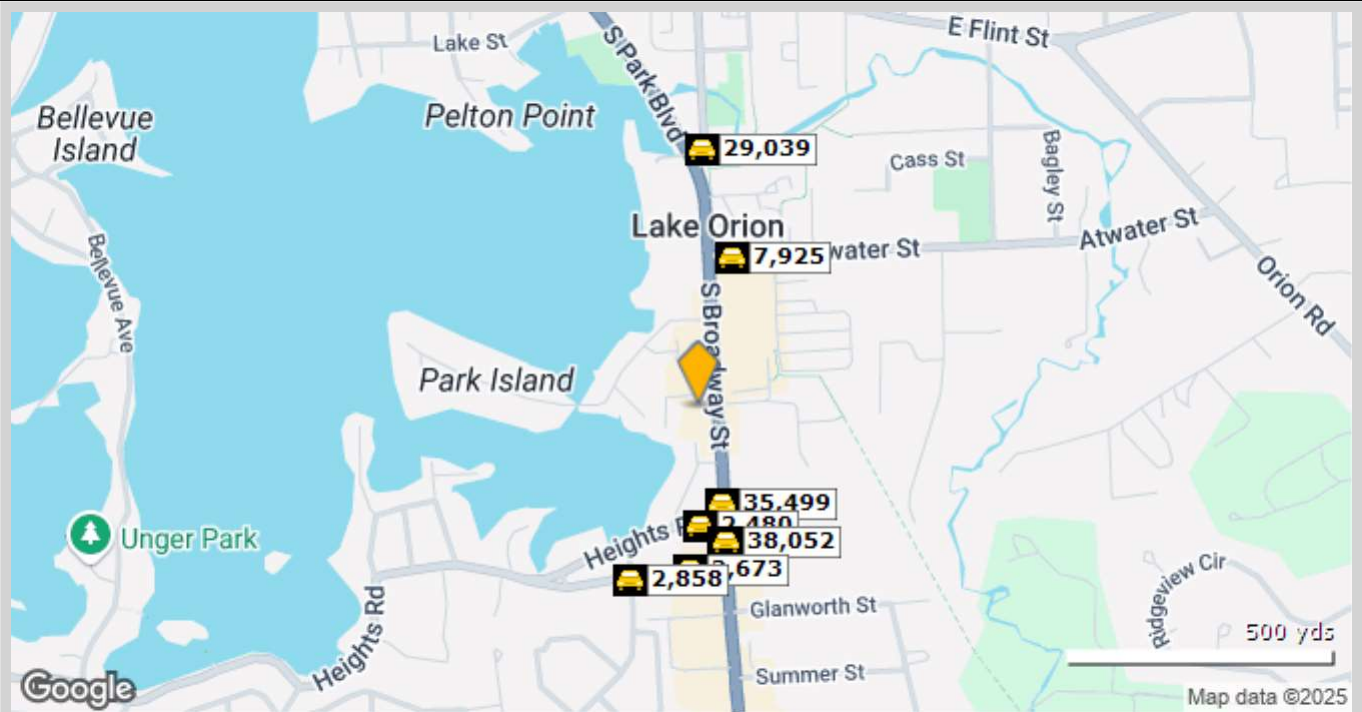 E Flint St
Lake St
S Park Blvd
Bellevue
Island
Pelton Point
29,039
Cass St
Bagley St
Lake Orion
7,925
water St
Atwater St
Bellevue Ave
Orion Rd
S Broadway St
Park Island
35,499
2,480
38,052
Heights
Unger Park
2,858
,673
Glanworth St
Ridgeview Cir
Heights Rd
500 yds
Summer St
Google
Map data ©2025